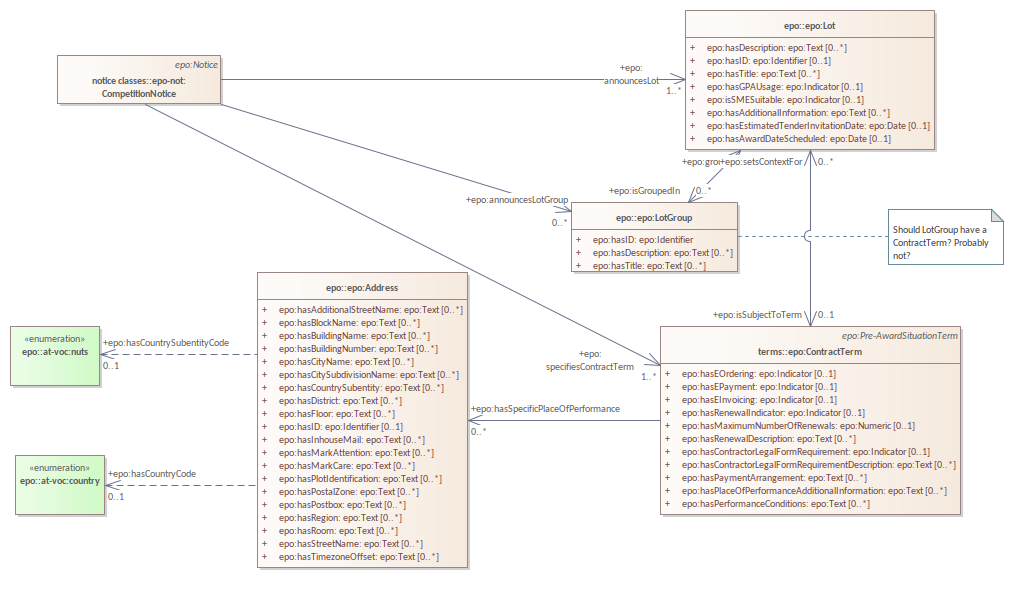 epo:Notice
notice classes::epo-not:
CompetitionNotice
+epo:
announcesLot
1..*
epo::epo:Lot
+ epo:hasDescription: epo:Text [0..*]
+ epo:hasID: epo:Identifier [0..1]
+ epo:hasTitle: epo:Text [0..*]
+ epo:hasGPAUsage: epo:Indicator [0..1]
+ epo:isSMESuitable: epo:Indicator [0..1]
+ epo:hasAdditionalInformation: epo:Text [0..*]
+ epo:hasEstimatedTenderInvitationDate: epo:Date [0..1]
+ epo:hasAwardDateScheduled: epo:Date [0..1]
+epo:gro+epo:setsContextFor
0..*
+epo:isGroupedIn
0..*
+epo:announcesLotGroup
0..*
epo::epo:LotGroup
+ epo:hasID: epo:Identifier
+ epo:hasDescription: epo:Text [0..*]
+ epo:hasTitle: epo:Text [0..*]
Should LotGroup have a
ContractTerm? Probably
not?
epo::epo:Address
+ epo:hasAdditionalStreetName: epo:Text [0..*]
+ epo:hasBlockName: epo:Text [0..*]
+ epo:hasBuildingName: epo:Text [0..*]
+ epo:hasBuildingNumber: epo:Text [0..*]
+ epo:hasCityName: epo:Text [0..*]
+ epo:hasCitySubdivisionName: epo:Text [0..*]
+ epo:hasCountrySubentity: epo:Text [0..*]
+ epo:hasDistrict: epo:Text [0..*]
+ epo:hasFloor: epo:Text [0..*]
+ epo:hasID: epo:Identifier [0..1]
+ epo:hasInhouseMail: epo:Text [0..*]
+ epo:hasMarkAttention: epo:Text [0..*]
+ epo:hasMarkCare: epo:Text [0..*]
+ epo:hasPlotIdentification: epo:Text [0..*]
+ epo:hasPostalZone: epo:Text [0..*]
+ epo:hasPostbox: epo:Text [0..*]
+ epo:hasRegion: epo:Text [0..*]
+ epo:hasRoom: epo:Text [0..*]
+ epo:hasStreetName: epo:Text [0..*]
+ epo:hasTimezoneOffset: epo:Text [0..*]
«enumeration»
epo::at-voc:nuts
+epo:hasCountrySubentityCode
0..1
«enumeration»
epo::at-voc:country
+epo:hasCountryCode
0..1
+epo:isSubjectToTerm
0..1
+epo:
specifiesContractTerm
1..*
+epo:hasSpecificPlaceOfPerformance
0..*
epo:Pre-AwardSituationTerm
terms::epo:ContractTerm
+ epo:hasEOrdering: epo:Indicator [0..1]
+ epo:hasEPayment: epo:Indicator [0..1]
+ epo:hasEInvoicing: epo:Indicator [0..1]
+ epo:hasRenewalIndicator: epo:Indicator [0..1]
+ epo:hasMaximumNumberOfRenewals: epo:Numeric [0..1]
+ epo:hasRenewalDescription: epo:Text [0..*]
+ epo:hasContractorLegalFormRequirement: epo:Indicator [0..1]
+ epo:hasContractorLegalFormRequirementDescription: epo:Text [0..*]
+ epo:hasPaymentArrangement: epo:Text [0..*]
+ epo:hasPlaceOfPerformanceAdditionalInformation: epo:Text [0..*]
+ epo:hasPerformanceConditions: epo:Text [0..*]